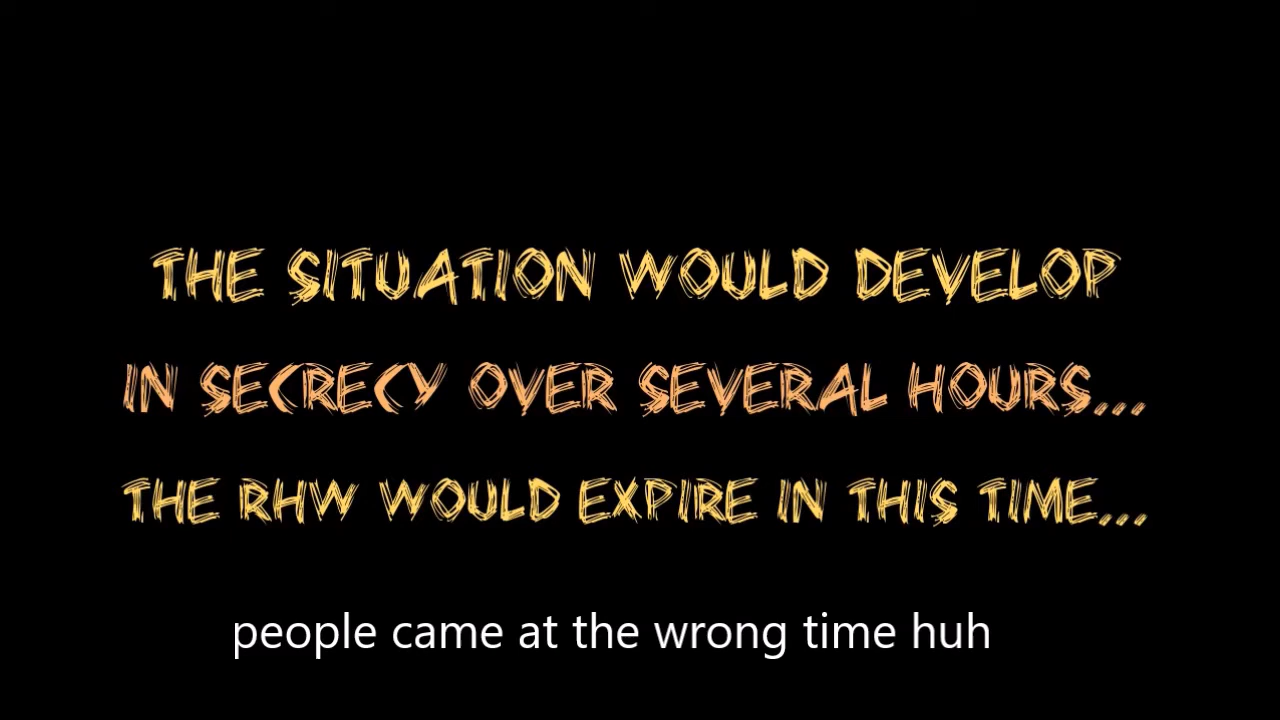 THE SITUATION WOULD DEVELOP
IN SECRECY OVER SEVERAL HOURS...
THE RHW WOULD EXPIRE IN THIS TIME...
people came at the wrong time huh